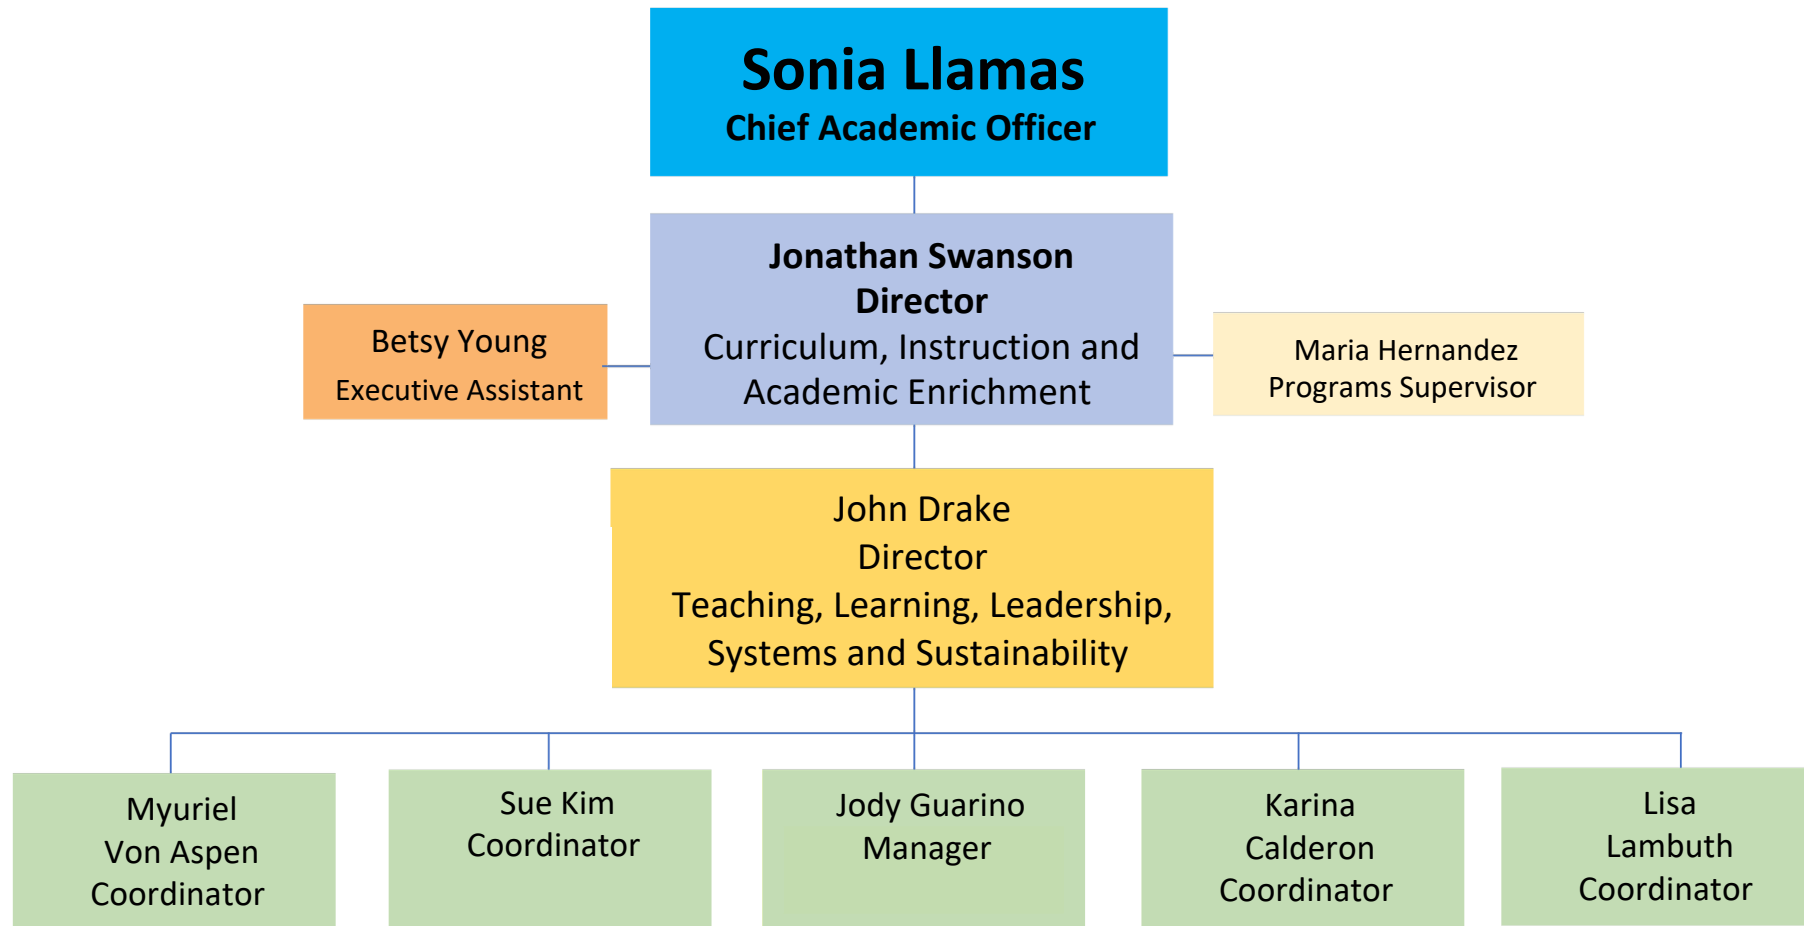 Sonia Llamas
Chief Academic Officer
Jonathan Swanson
Director
Curriculum, Instruction and
Academic Enrichment
Betsy Young
Executive Assistant
Maria Hernandez
Programs Supervisor
John Drake
Director
Teaching, Learning, Leadership,
Systems and Sustainability
Myuriel
Von Aspen
Coordinator
Sue Kim
Coordinator
Jody Guarino
Manager
Karina
Calderon
Coordinator
Lisa
Lambuth
Coordinator